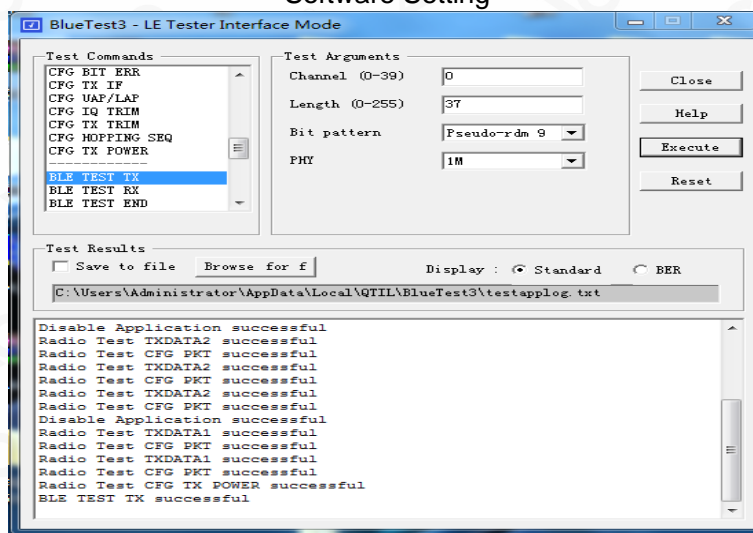 Software Setting
BlueTest3 - LE Tester Interface Mode
Test Commands
CFG BIT ERR
CFG TX IF
CFG UAP/LAP
CFG IQ TRIM
CFG TX TRIM
CFG HOPPING SEQ
CFG TX POWER
------------
BLE TEST TX
BLE TEST RX
BLE TEST END
Test Arguments
Channel (0-39) 0
Length (0-255) 37
Bit pattern Pseudo-rdm 9
PHY 1M
Close
Help
Execute
Reset
Test Results
Save to file Browse for f Display : Standard BER
C:\Users\Administrator\AppData\Local\QTIL\BlueTest3\testapplog.txt
Disable Application successful
Radio Test TXDATA2 successful
Radio Test CFG PKT successful
Radio Test TXDATA2 successful
Radio Test CFG PKT successful
Radio Test TXDATA2 successful
Radio Test CFG PKT successful
Disable Application successful
Radio Test TXDATA1 successful
Radio Test CFG PKT successful
Radio Test TXDATA1 successful
Radio Test CFG PKT successful
Radio Test CFG TX POWER successful
BLE TEST TX successful